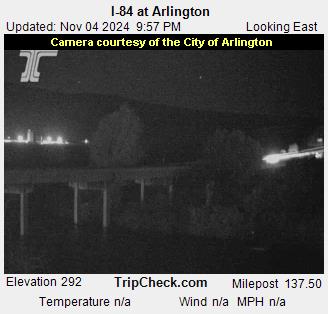 I-84 at Arlington
Updated: Nov 04 2024 9:57 PM Looking East
Camera courtesy of the City of Arlington
Elevation 292 TripCheck.com Milepost 137.50
Temperature n/a Wind n/a MPH n/a